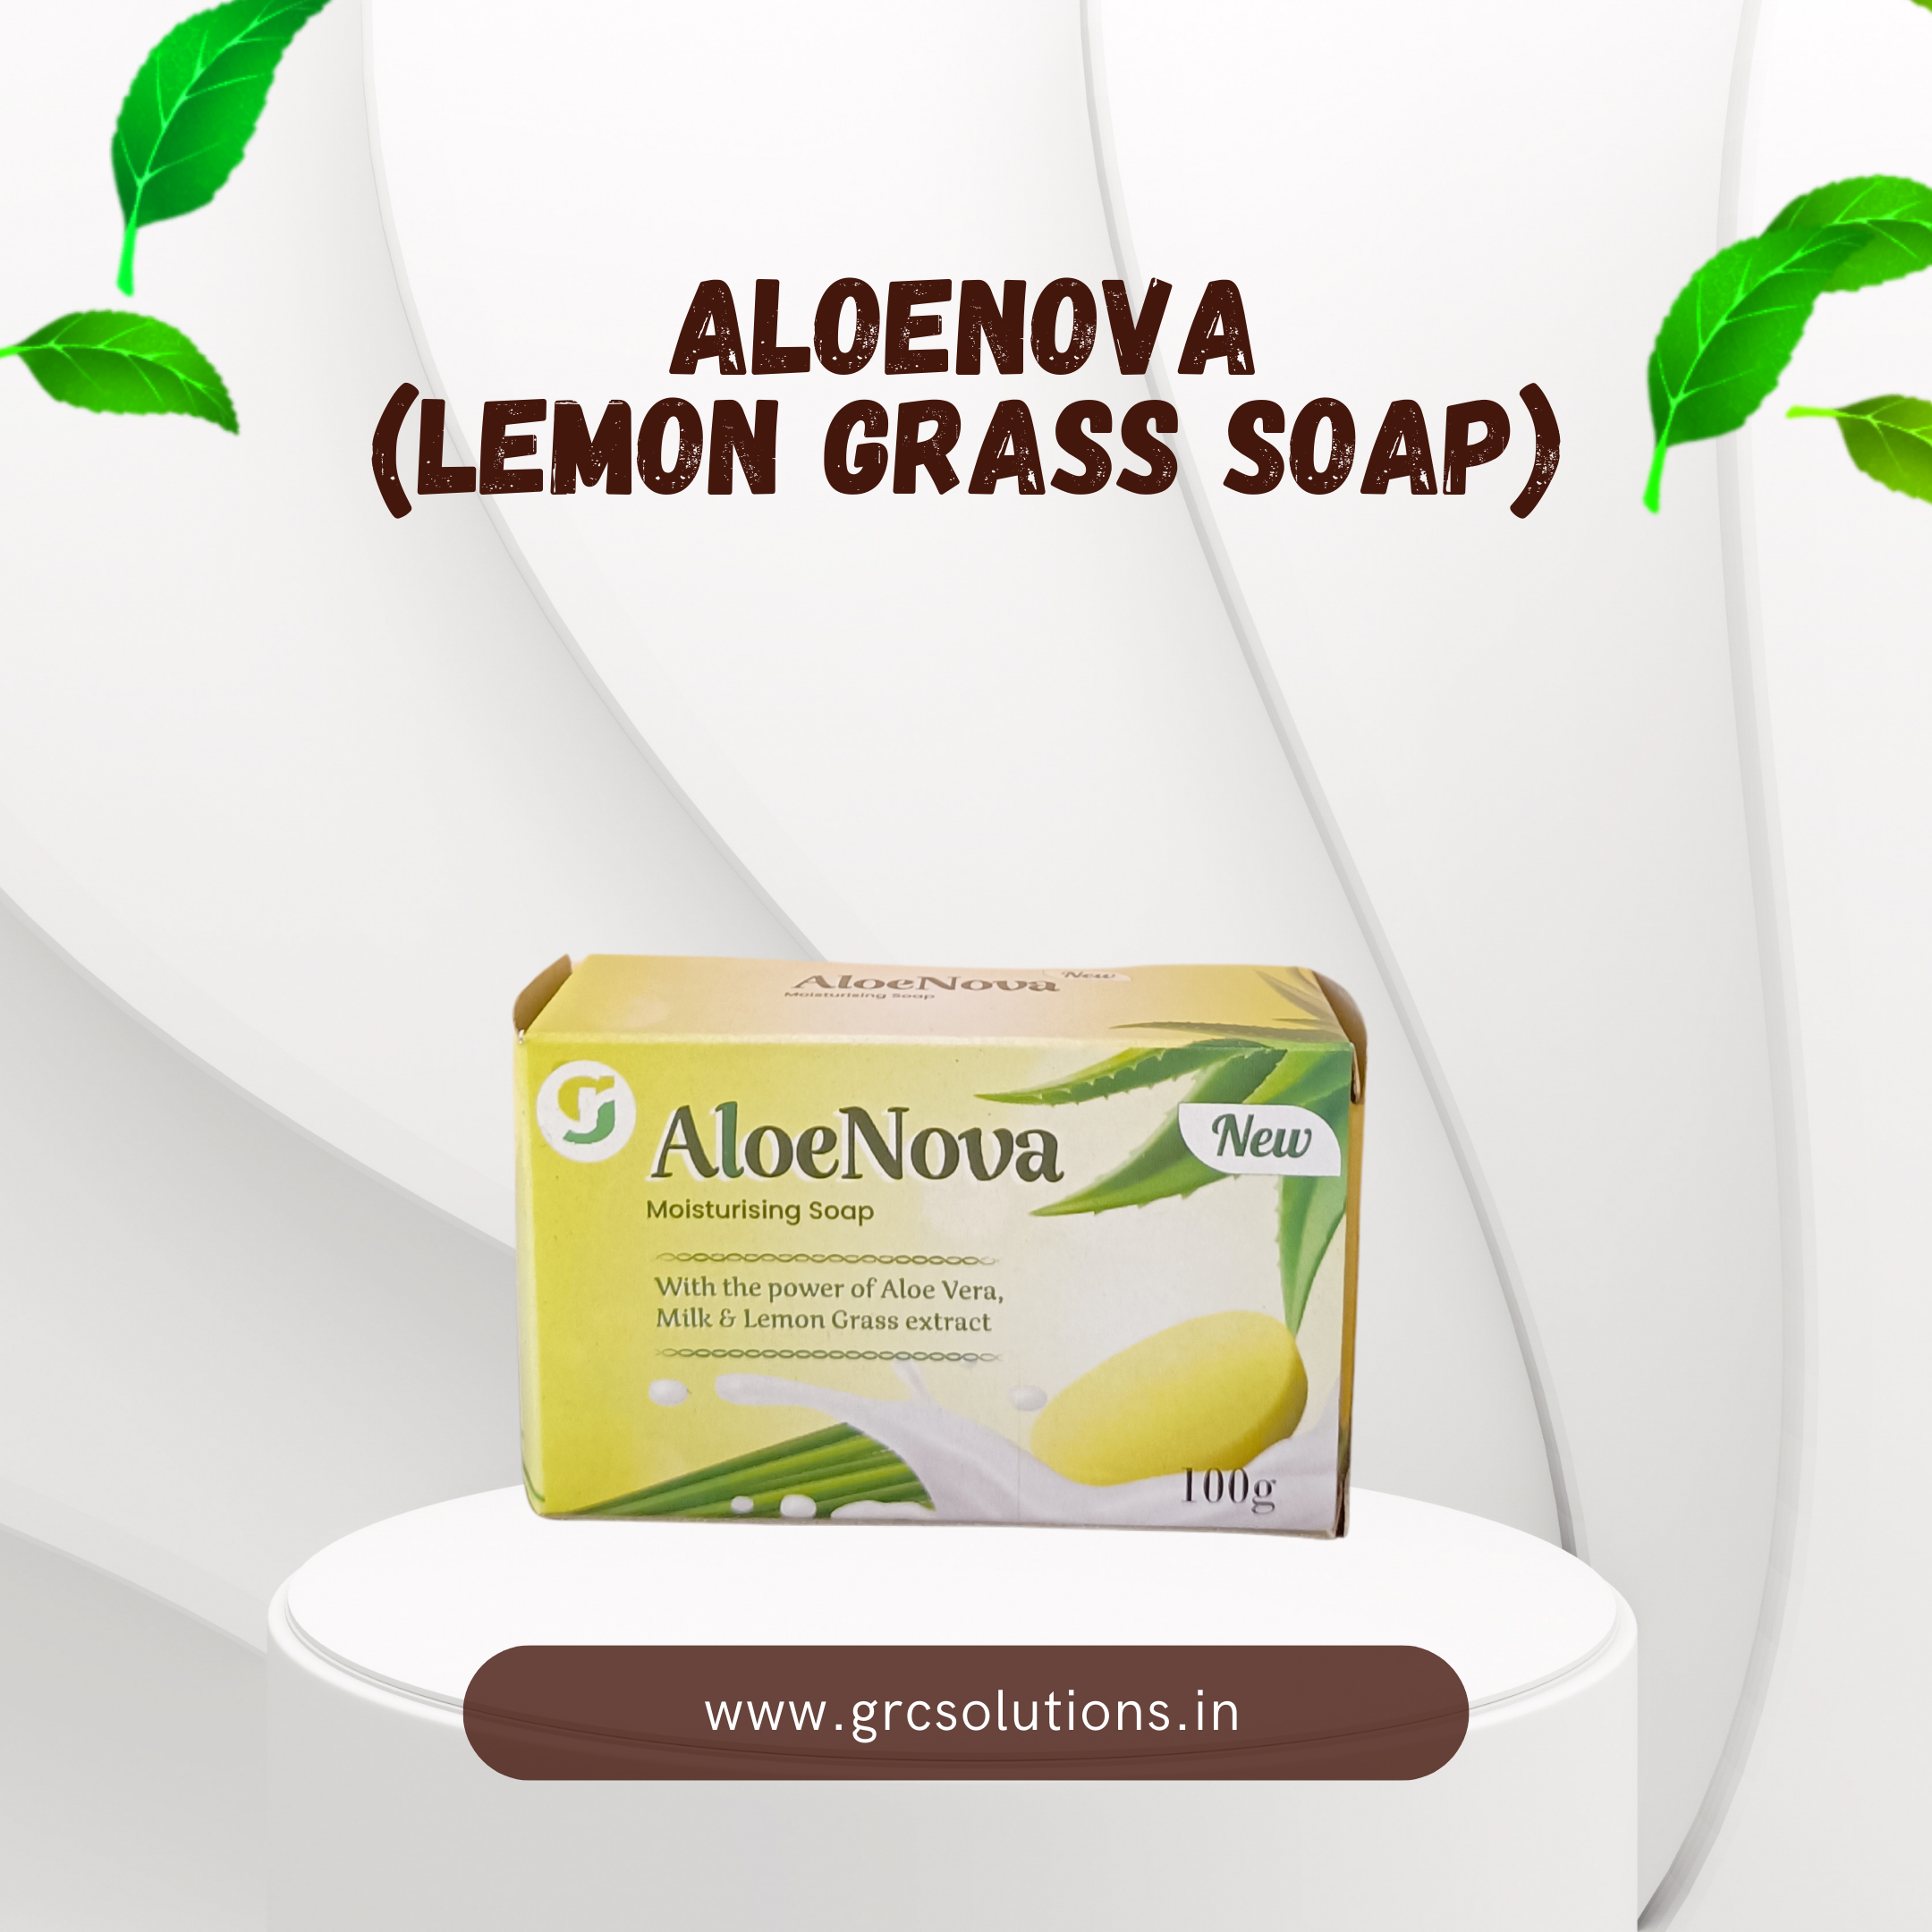 ALOENOVA
(LEMON GRASS SOAP)
AloeNova New
Moisturising Soap
gr
AloeNova
New
Moisturising Soap
With the power of Aloe Vera,
Milk & Lemon Grass extract
100g
www.grcsolutions.in